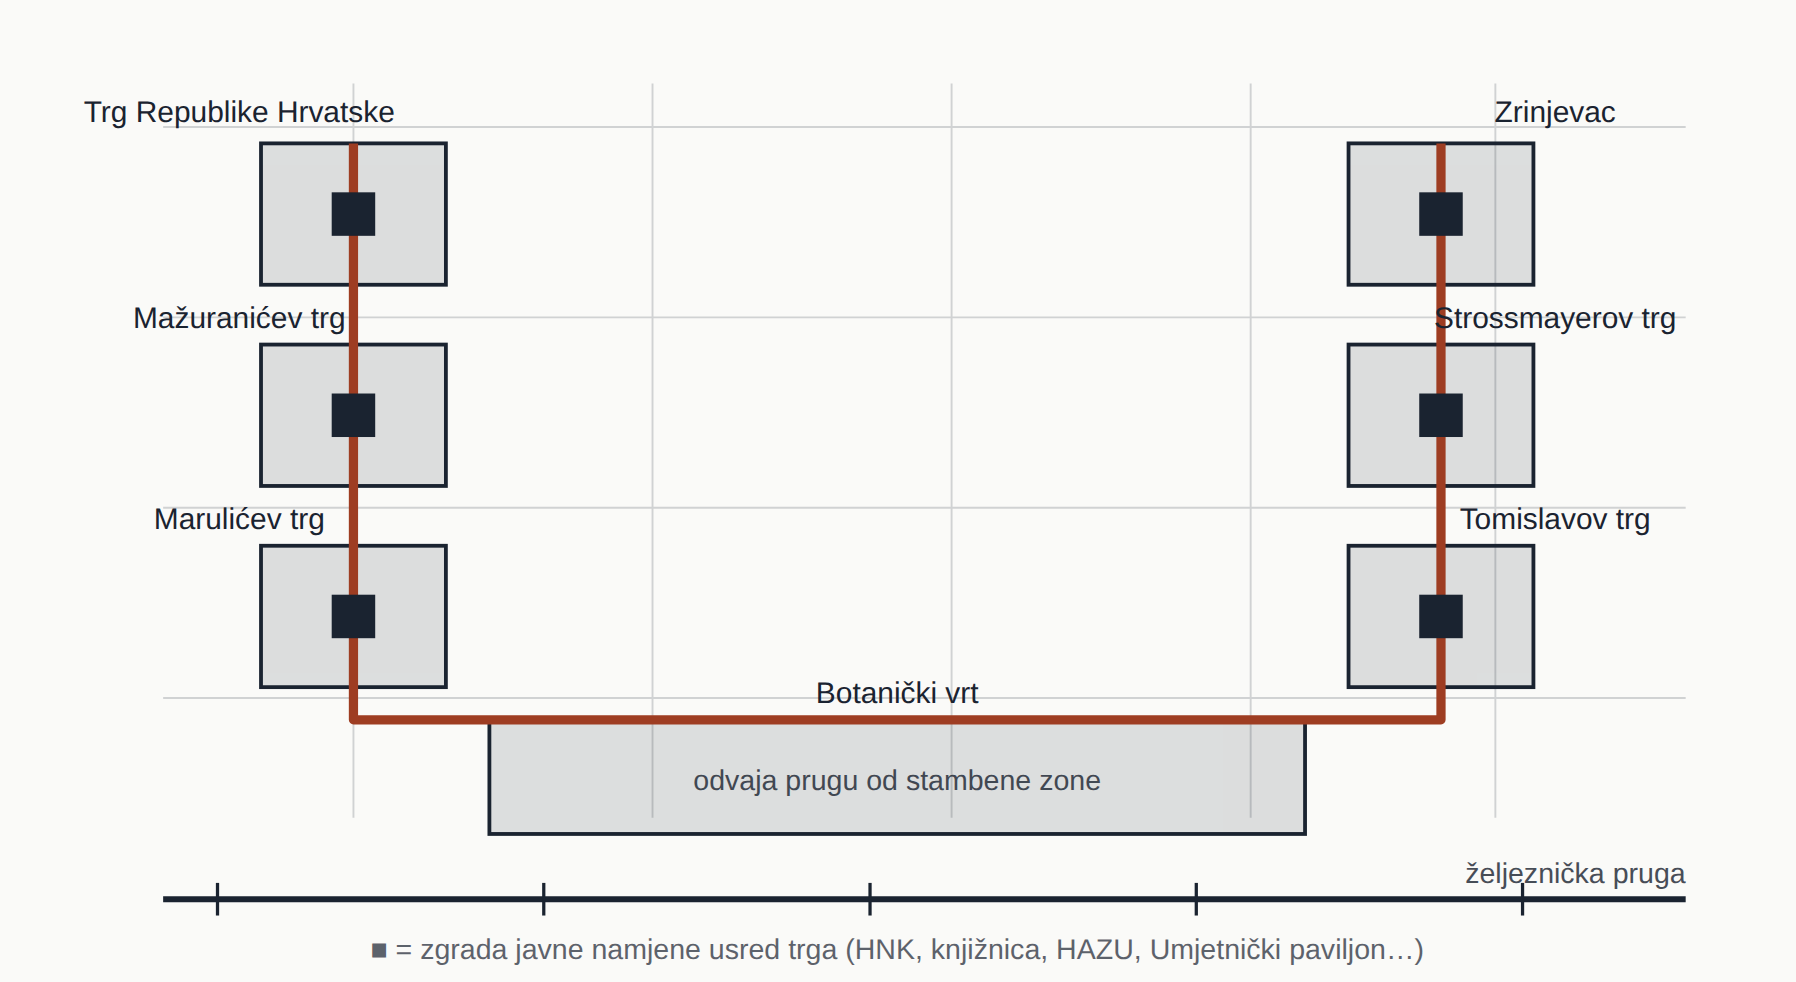 Trg Republike Hrvatske
Zrinjevac
Mažuranićev trg
Strossmayerov trg
Marulićev trg
Tomislavov trg
Botanički vrt
odvaja prugu od stambene zone
željeznička pruga
■ = zgrada javne namjene usred trga (HNK, knjižnica, HAZU, Umjetnički paviljon…)